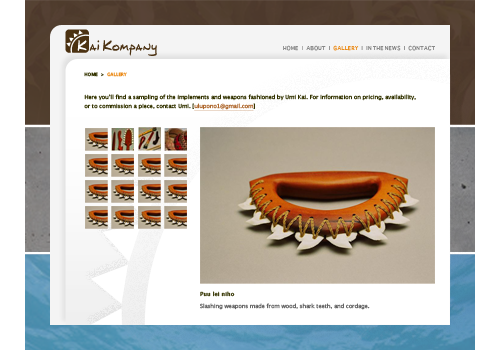 Kai Kompany
HOME | ABOUT | GALLERY | IN THE NEWS | CONTACT
HOME > GALLERY
Here you'll find a sampling of the implements and weapons fashioned by Umi Kai. For information on pricing, availability,
or to commission a piece, contact Umi. [ulupono1@gmail.com]
Puu lei niho
Slashing weapons made from wood, shark teeth, and cordage.